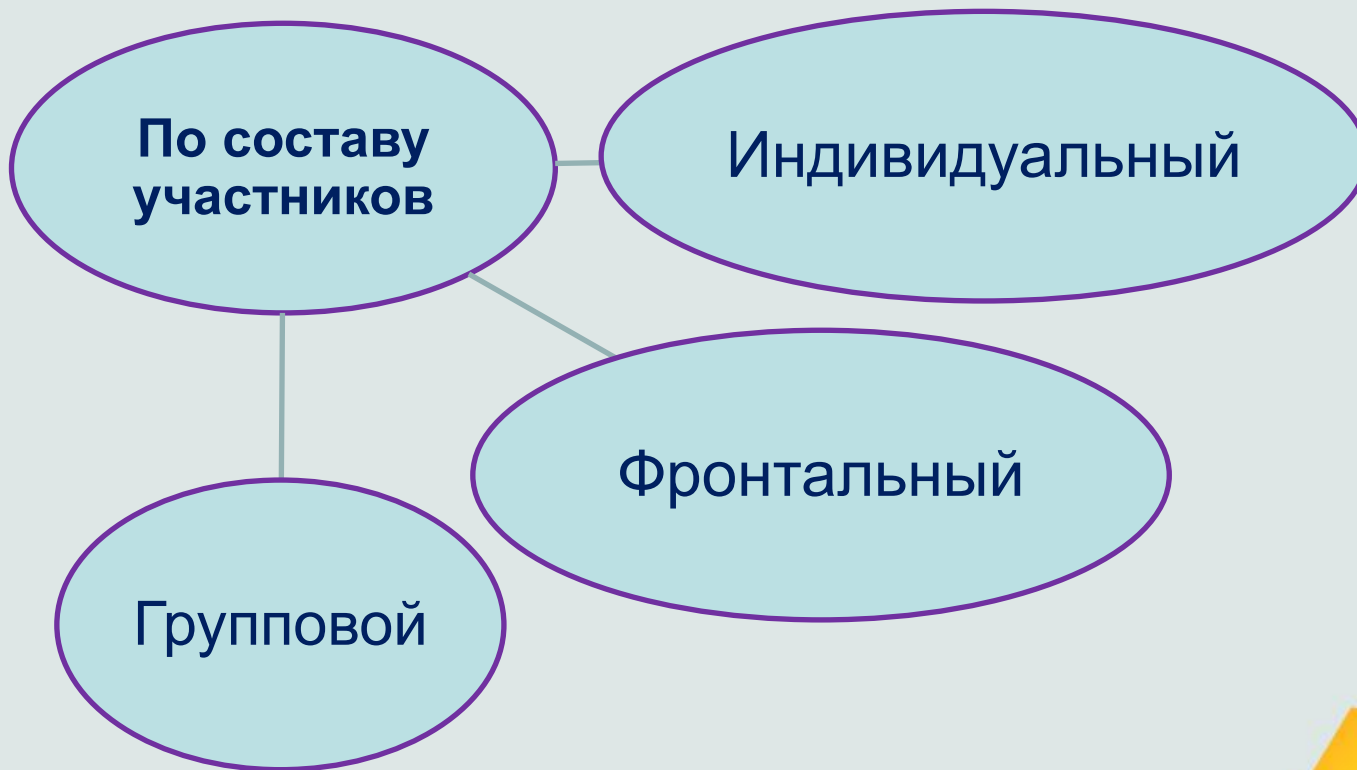 По составу
участников
Индивидуальный
Фронтальный
Групповой